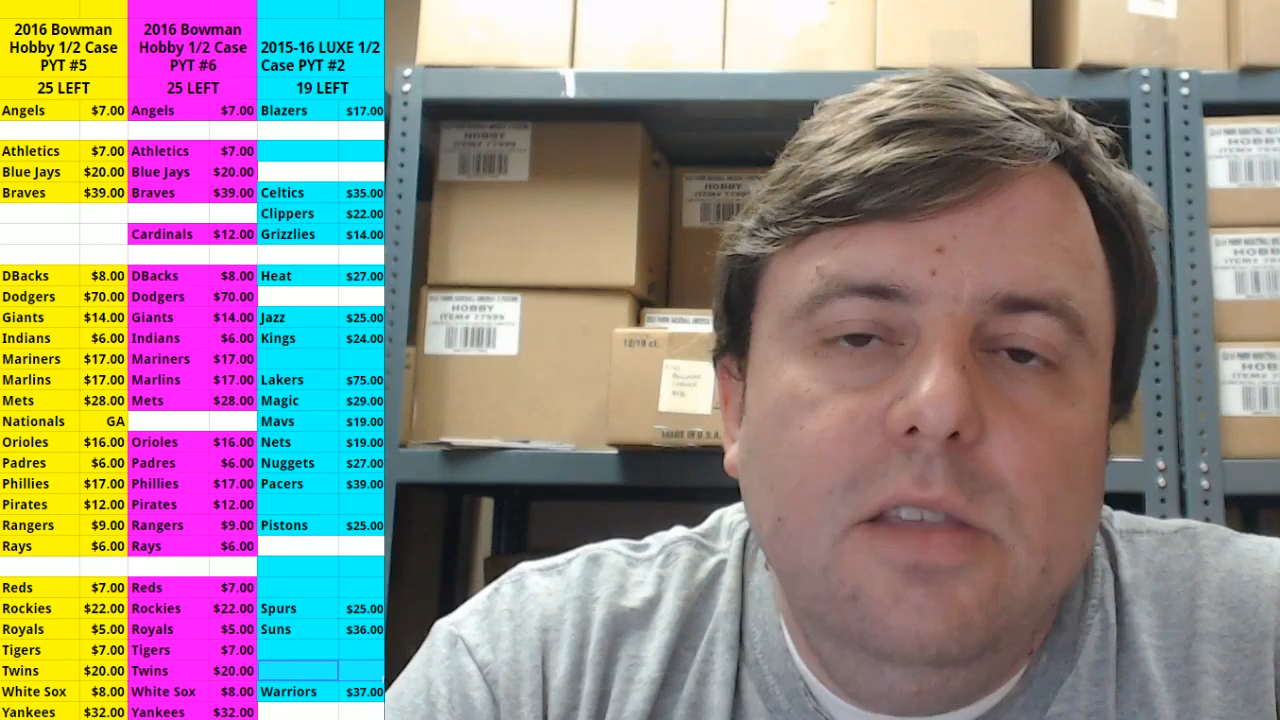 2016 Bowman
Hobby 1/2 Case
PYT #5
2016 Bowman
Hobby 1/2 Case
PYT #6
2015-16 LUXE 1/2
Case PYT #2
25 LEFT 25 LEFT 19 LEFT
Angels $7.00 Angels $7.00 Blazers $17.00
Athletics $7.00 Athletics $7.00
Blue Jays $20.00 Blue Jays $20.00
Braves $39.00 Braves $39.00 Celtics $35.00
Clippers $22.00
Cardinals $12.00 Grizzlies $14.00
DBacks $8.00 DBacks $8.00 Heat $27.00
Dodgers $70.00 Dodgers $70.00
Giants $14.00 Giants $14.00 Jazz $25.00
Indians $6.00 Indians $6.00 Kings $24.00
Mariners $17.00 Mariners $17.00
Marlins $17.00 Marlins $17.00 Lakers $75.00
Mets $28.00 Mets $28.00 Magic $29.00
Nationals GA Mavs $19.00
Orioles $16.00 Orioles $16.00 Nets $19.00
Padres $6.00 Padres $6.00 Nuggets $27.00
Phillies $17.00 Phillies $17.00 Pacers $39.00
Pirates $12.00 Pirates $12.00
Rangers $9.00 Rangers $9.00 Pistons $25.00
Rays $6.00 Rays $6.00
Reds $7.00 Reds $7.00
Rockies $22.00 Rockies $22.00 Spurs $25.00
Royals $5.00 Royals $5.00 Suns $36.00
Tigers $7.00 Tigers $7.00
Twins $20.00 Twins $20.00
White Sox $8.00 White Sox $8.00 Warriors $37.00
Yankees $32.00 Yankees $32.00
HOBBY
HOBBY
HOBBY
ITEM# 77999
12/18 ct.
MADE IN U.S.A.
HOBBY
HOBBY
HOBB